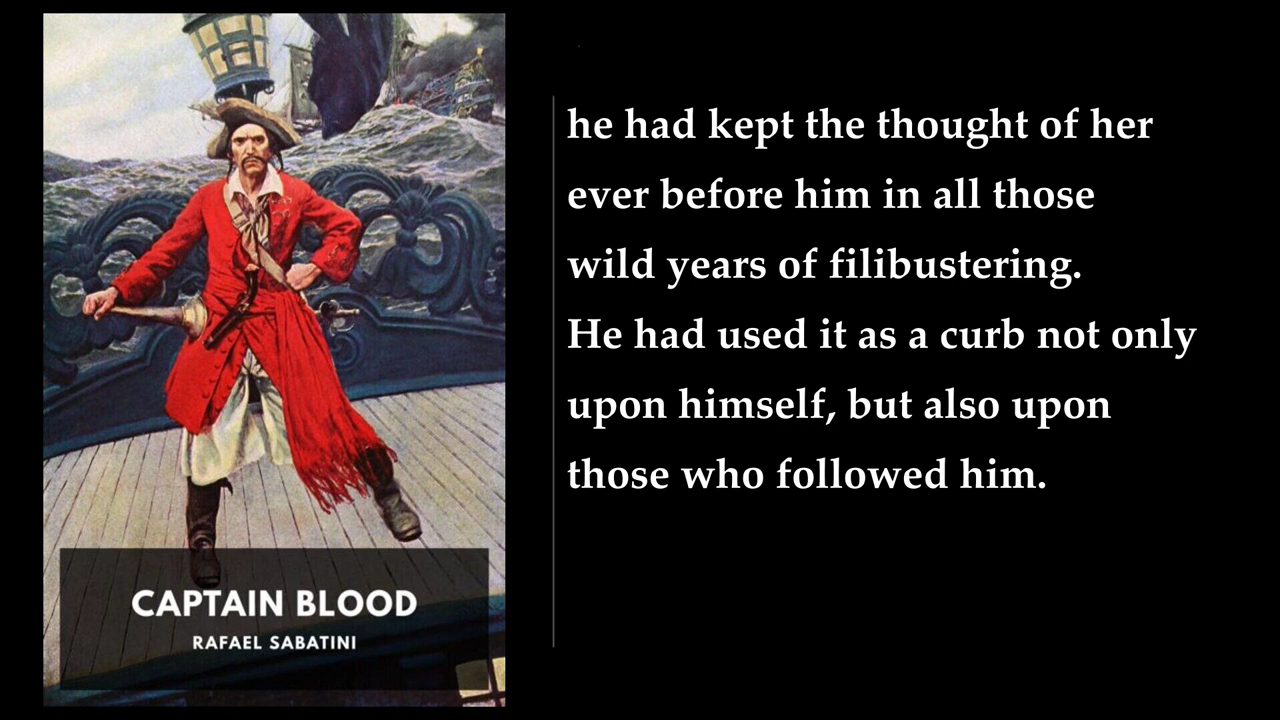 CAPTAIN BLOOD
RAFAEL SABATINI
he had kept the thought of her
ever before him in all those
wild years of filibustering.
He had used it as a curb not only
upon himself, but also upon
those who followed him.